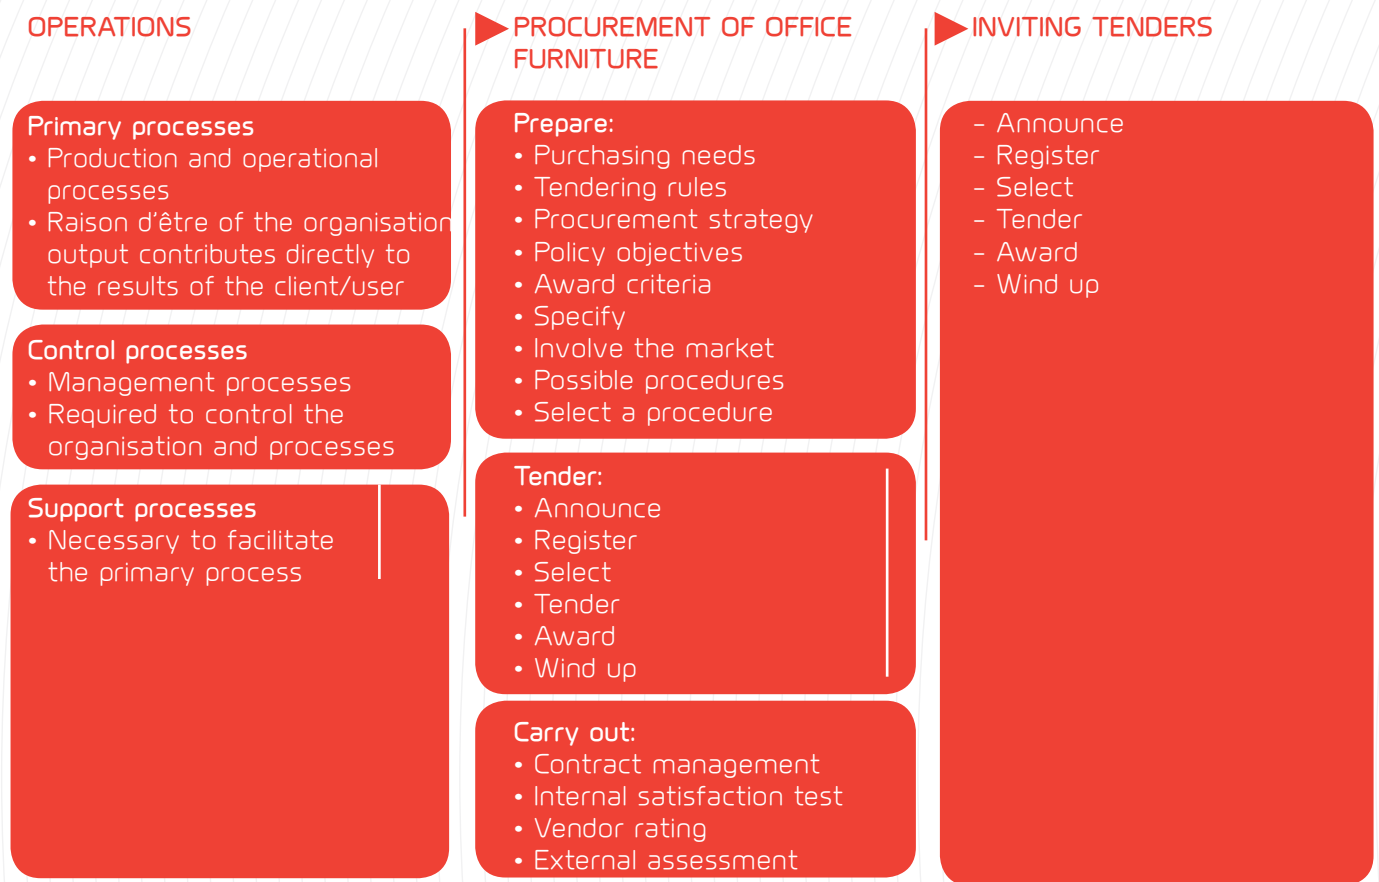 OPERATIONS
Primary processes
• Production and operational
processes
• Raison d'être of the organisation
output contributes directly to
the results of the client/user
Control processes
• Management processes
• Required to control the
organisation and processes
Support processes
• Necessary to facilitate
the primary process
PROCUREMENT OF OFFICE
FURNITURE
Prepare:
• Purchasing needs
• Tendering rules
• Procurement strategy
• Policy objectives
• Award criteria
• Specify
• Involve the market
• Possible procedures
• Select a procedure
Tender:
• Announce
• Register
• Select
• Tender
• Award
• Wind up
Carry out:
• Contract management
• Internal satisfaction test
• Vendor rating
• External assessment
INVITING TENDERS
- Announce
- Register
- Select
- Tender
- Award
- Wind up